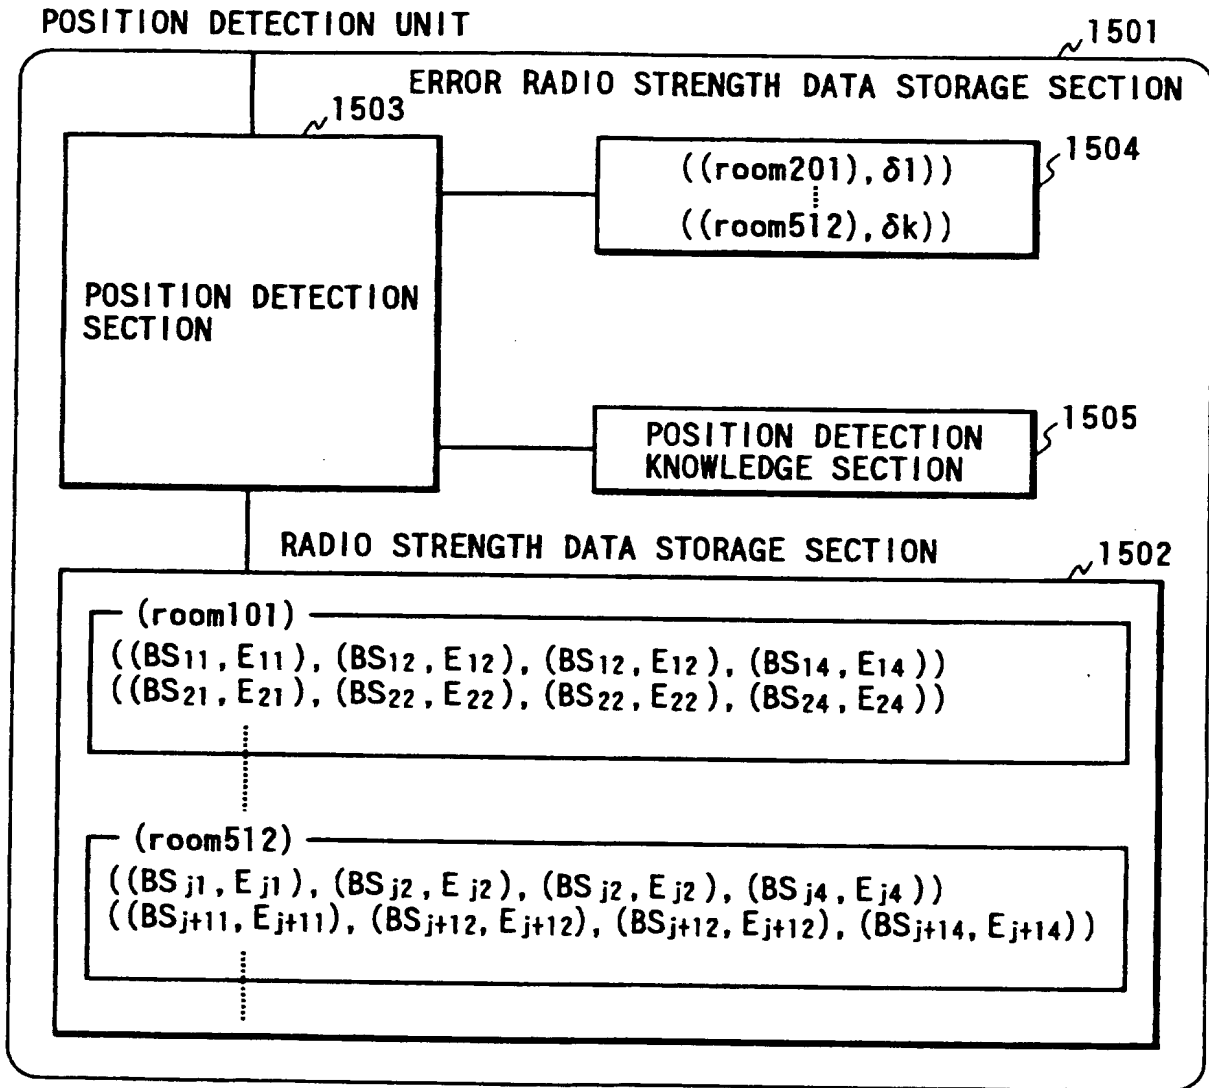 POSITION DETECTION UNIT
1501
ERROR RADIO STRENGTH DATA STORAGE SECTION
1503
1504
((room201), δ1))
((room512), δk))
POSITION DETECTION
SECTION
1505
POSITION DETECTION
KNOWLEDGE SECTION
RADIO STRENGTH DATA STORAGE SECTION
1502
(room101)
((BS11, E11), (BS12, E12), (BS12, E12), (BS14, E14))
((BS21, E21), (BS22, E22), (BS22, E22), (BS24, E24))
(room512)
((BSj1, Ej1), (BSj2, Ej2), (BSj2, Ej2), (BSj4, Ej4))
((BSj+11, Ej+11), (BSj+12, Ej+12), (BSj+12, Ej+12), (BSj+14, Ej+14))